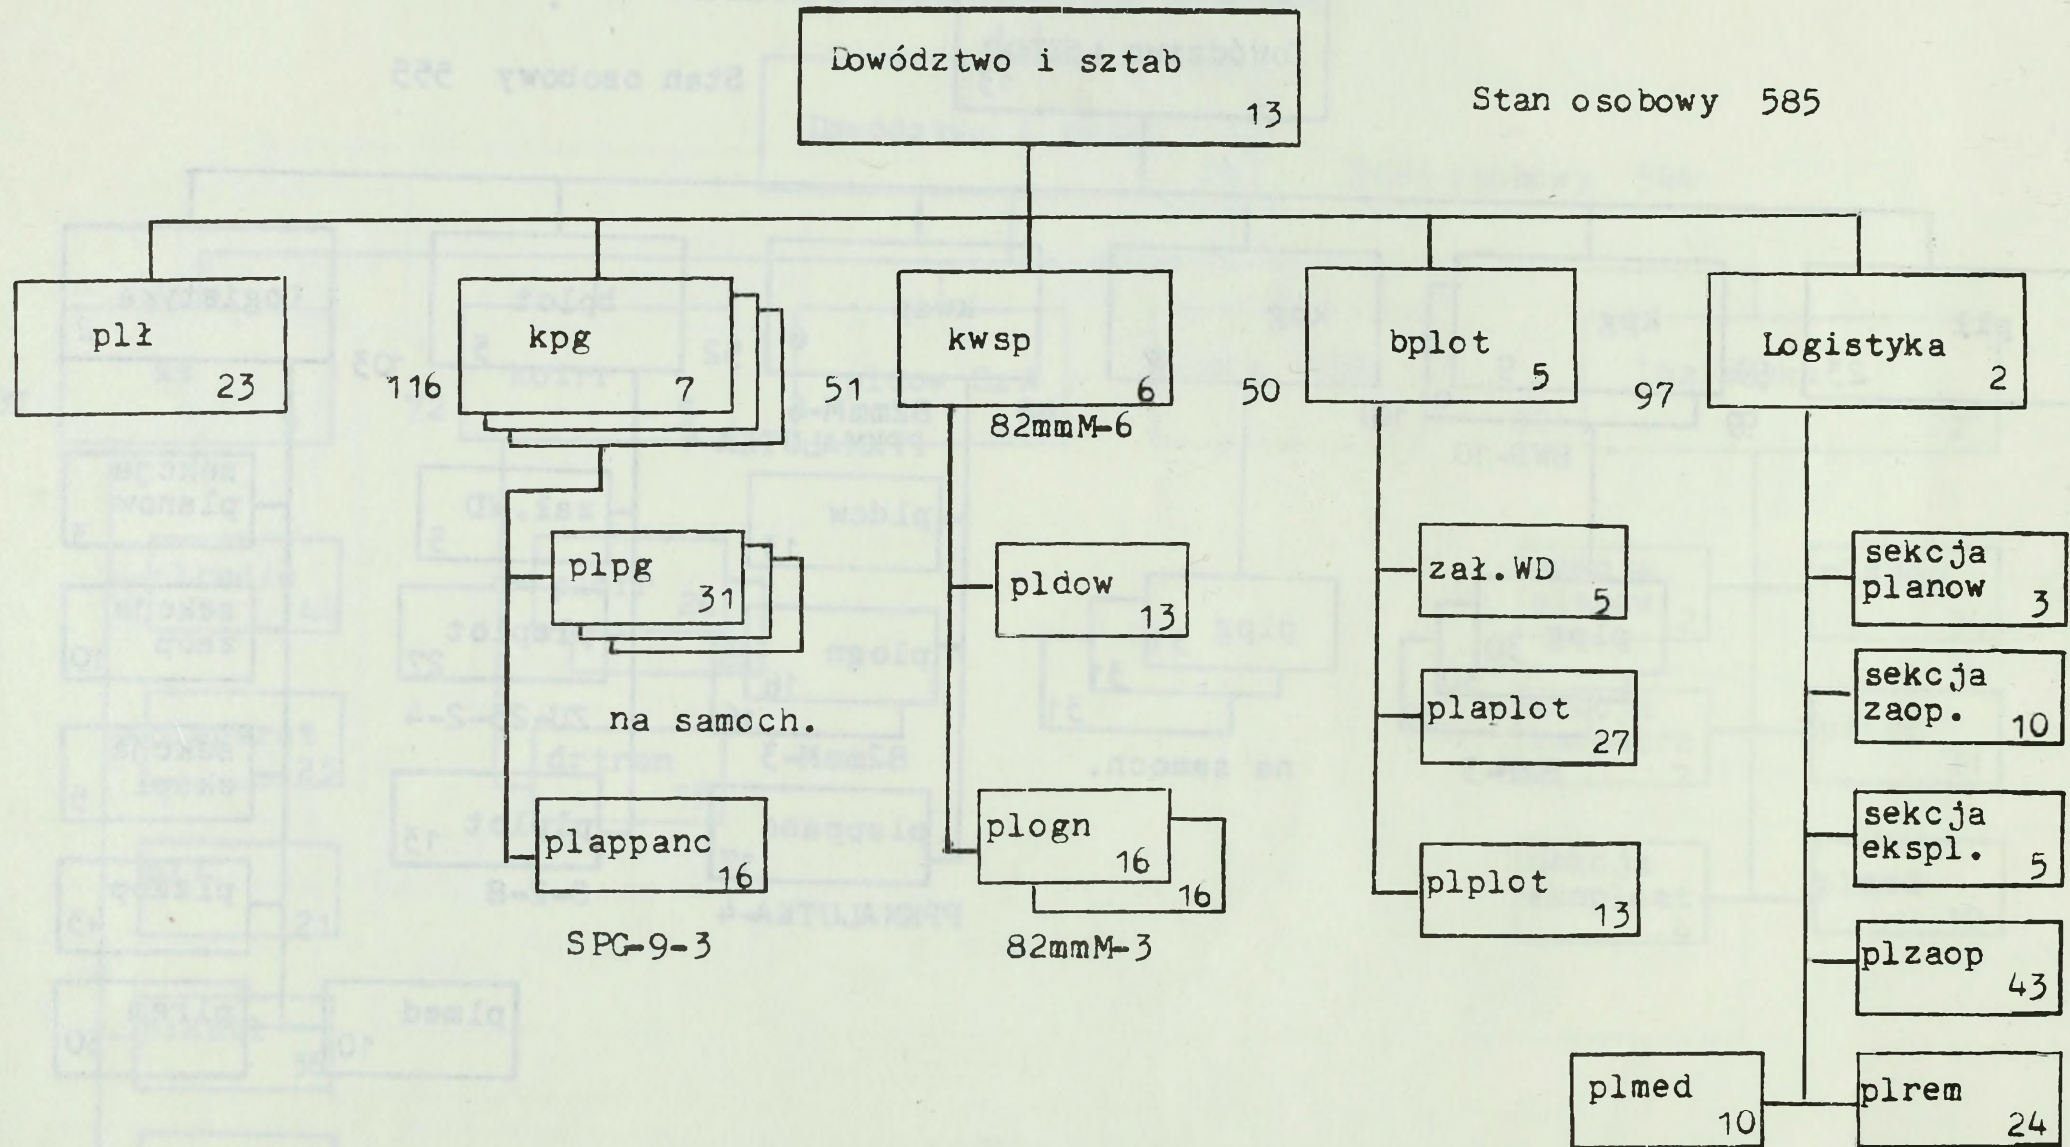 Dowództwo i sztab
13
Stan osobowy 585
plł
23
116
kpg
7
51
kwsp
6
82mmM-6
50
bplot
5
97
Logistyka
2
plpg
31
na samoch.
plappanc
16
SPG-9-3
pldow
13
plogn
16
16
82mmM-3
zał.WD
5
plaplot
27
plplot
13
sekcja
planow
3
sekcja
zaop.
10
sekcja
ekspl.
5
plzaop
43
plmed
10
plrem
24